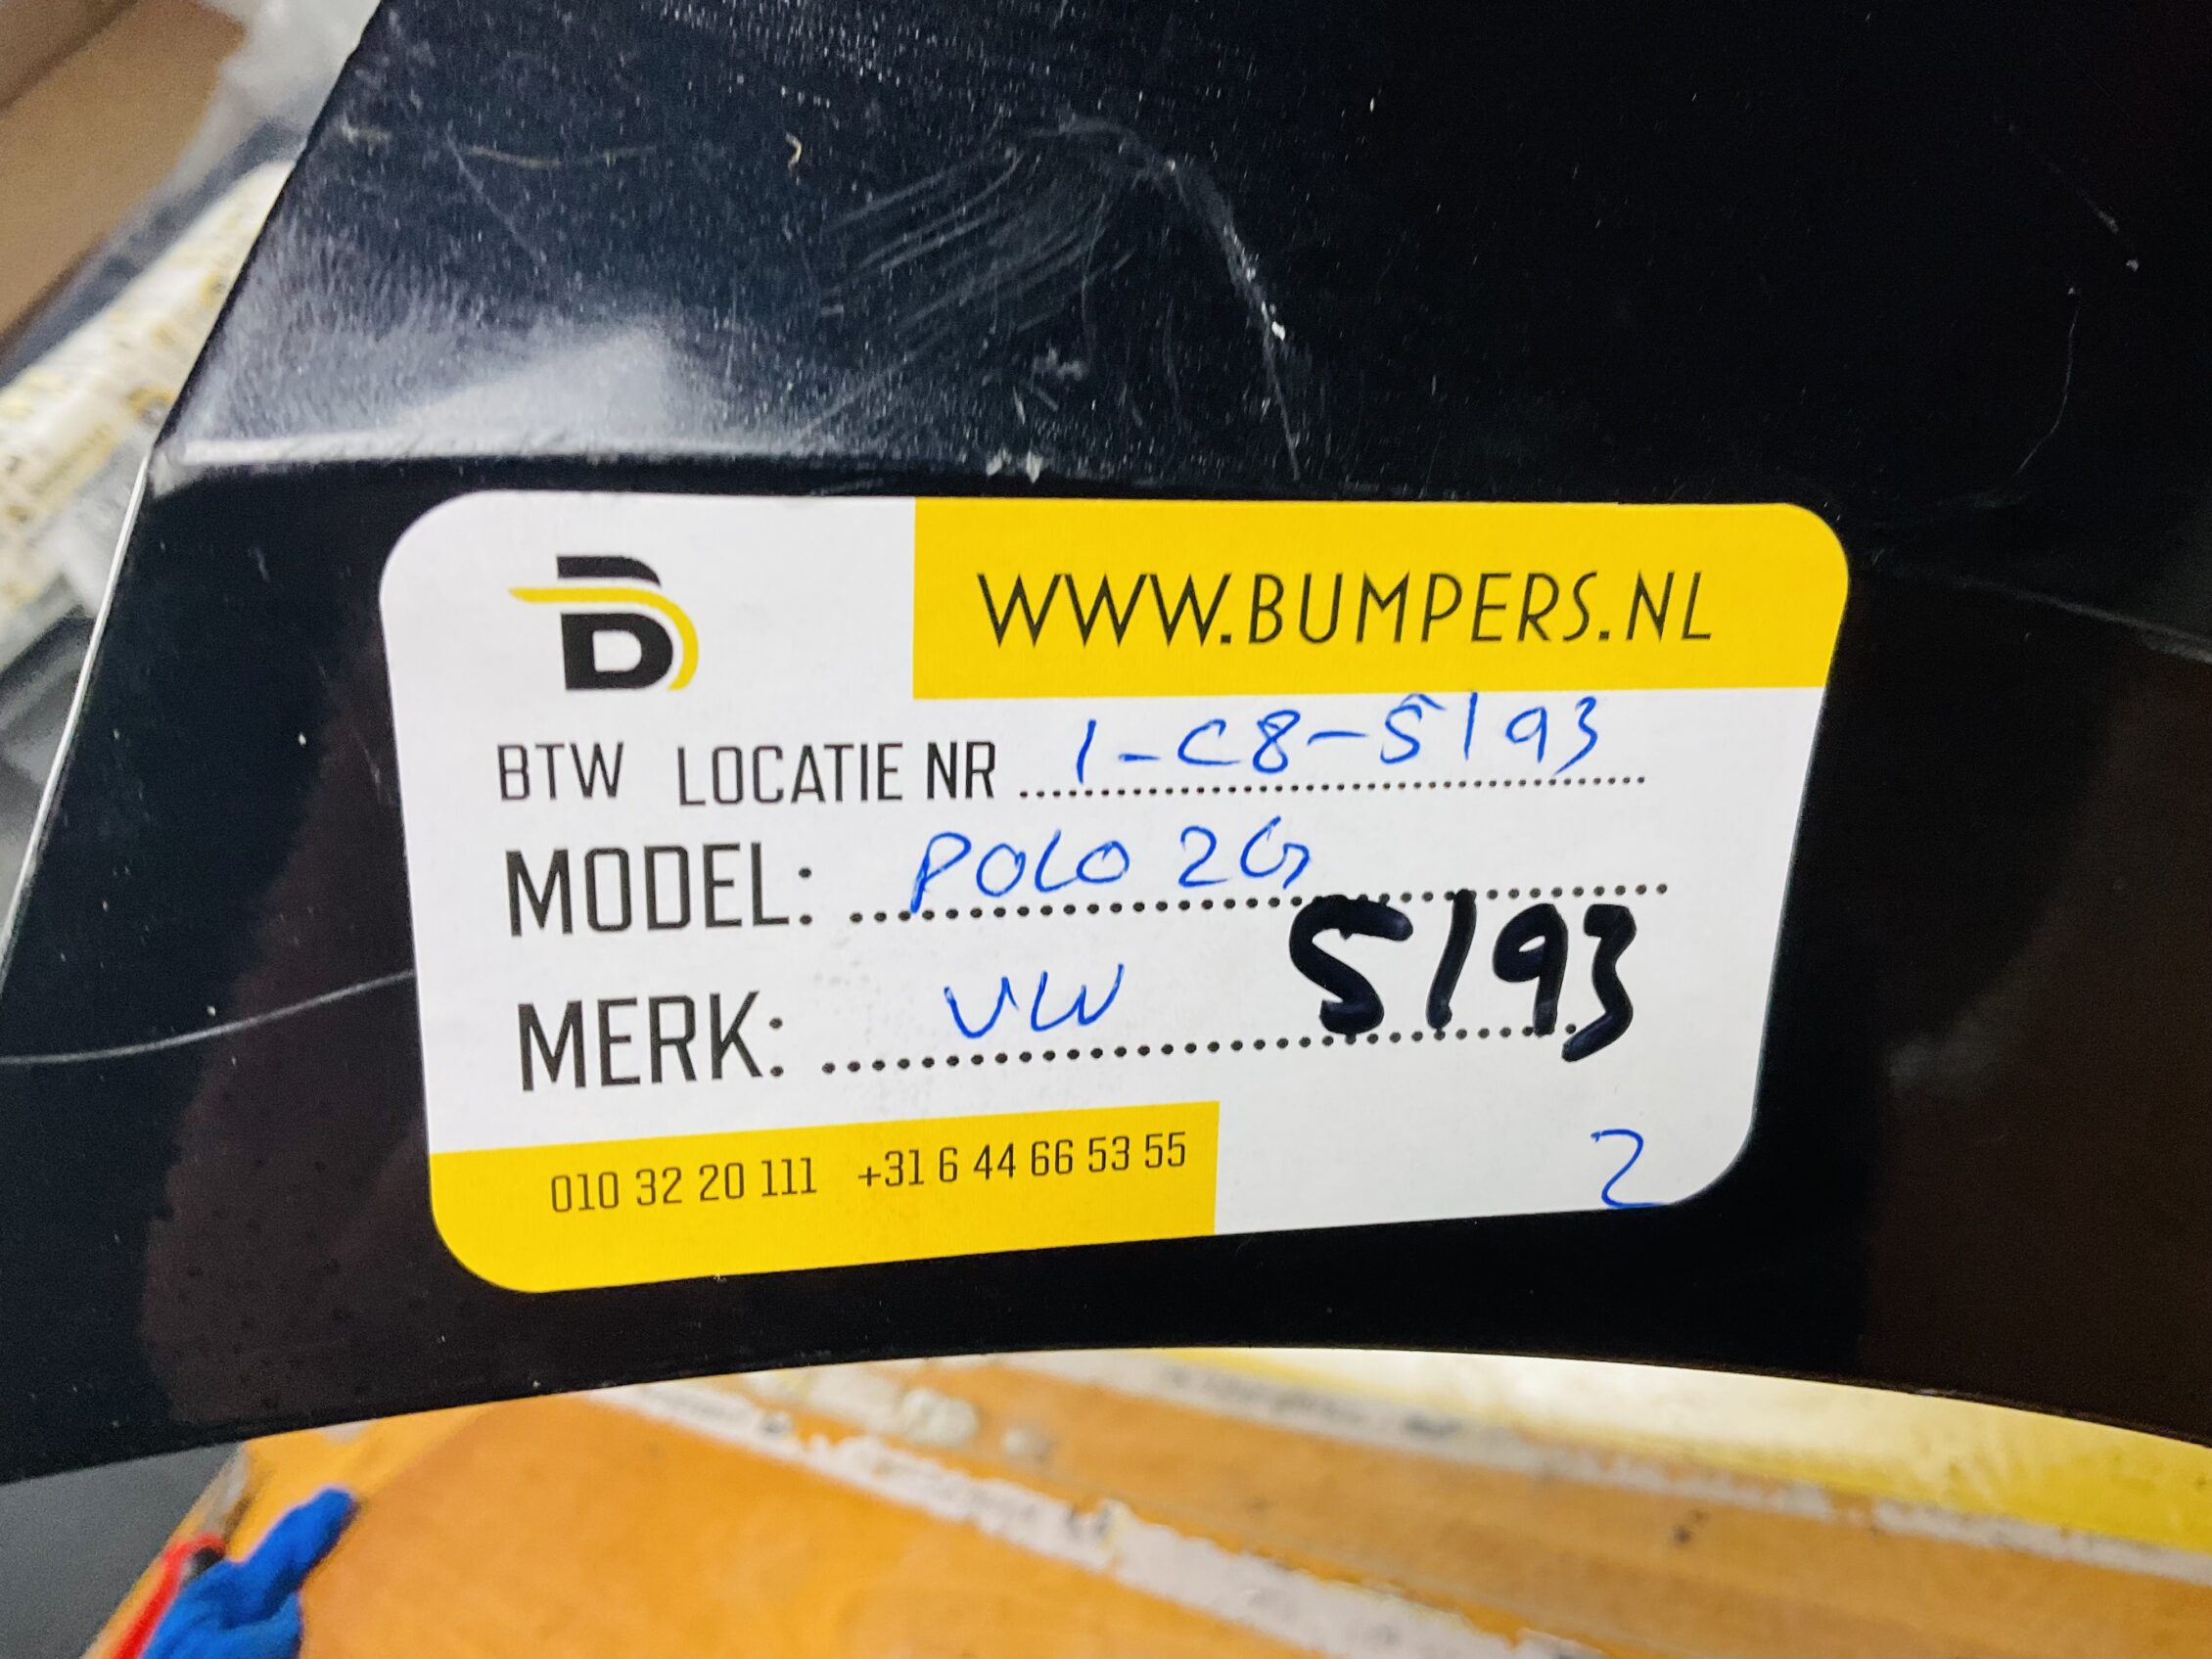 B
WWW.BUMPERS.NL
BTW LOCATIE NR 1-C8-5193
MODEL: POLO 2G
MERK: VW 5193
010 32 20 111 +31 6 44 66 53 55
2